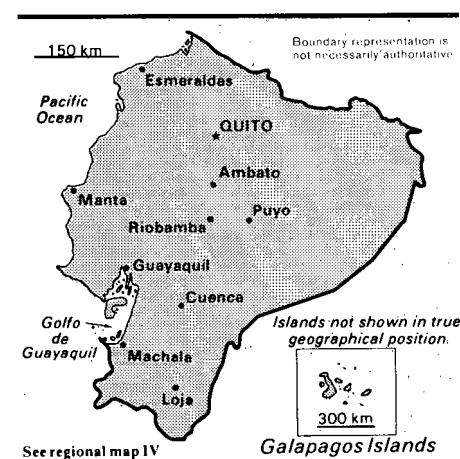 150 km
Boundary representation is
not necessarily authoritative
Esmeraldas
Pacific
Ocean
QUITO
Ambato
Manta
Puyo
Riobamba
Guayaquil
Cuenca
Golfo
de
Guayaquil
Islands not shown in true
geographical position.
Machala
Loja
300 km
See regional map IV
Galapagos Islands